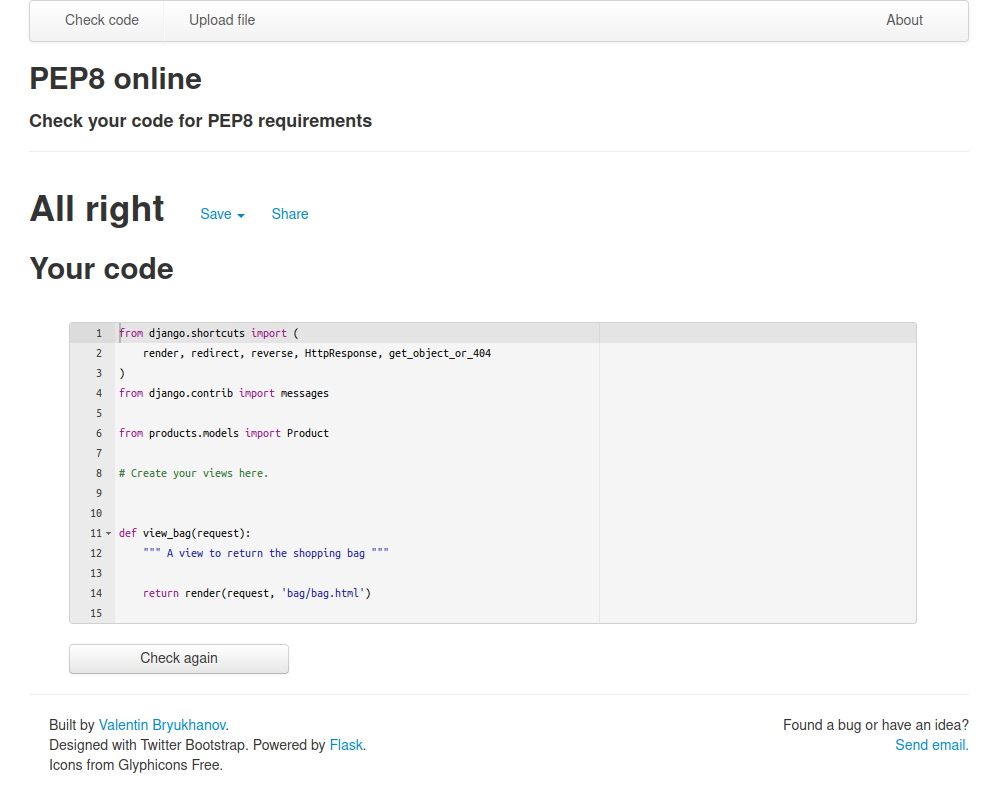 Check code Upload file About
PEP8 online
Check your code for PEP8 requirements
All right Save Share
Your code
1 from django.shortcuts import (
2 render, redirect, reverse, HttpResponse, get_object_or_404
3 )
4 from django.contrib import messages
5
6 from products.models import Product
7
8 # Create your views here.
9
10
11 def view_bag(request):
12 """ A view to return the shopping bag """
13
14 return render(request, 'bag/bag.html')
15
Check again
Built by Valentin Bryukhanov. Found a bug or have an idea?
Designed with Twitter Bootstrap. Powered by Flask. Send email.
Icons from Glyphicons Free.